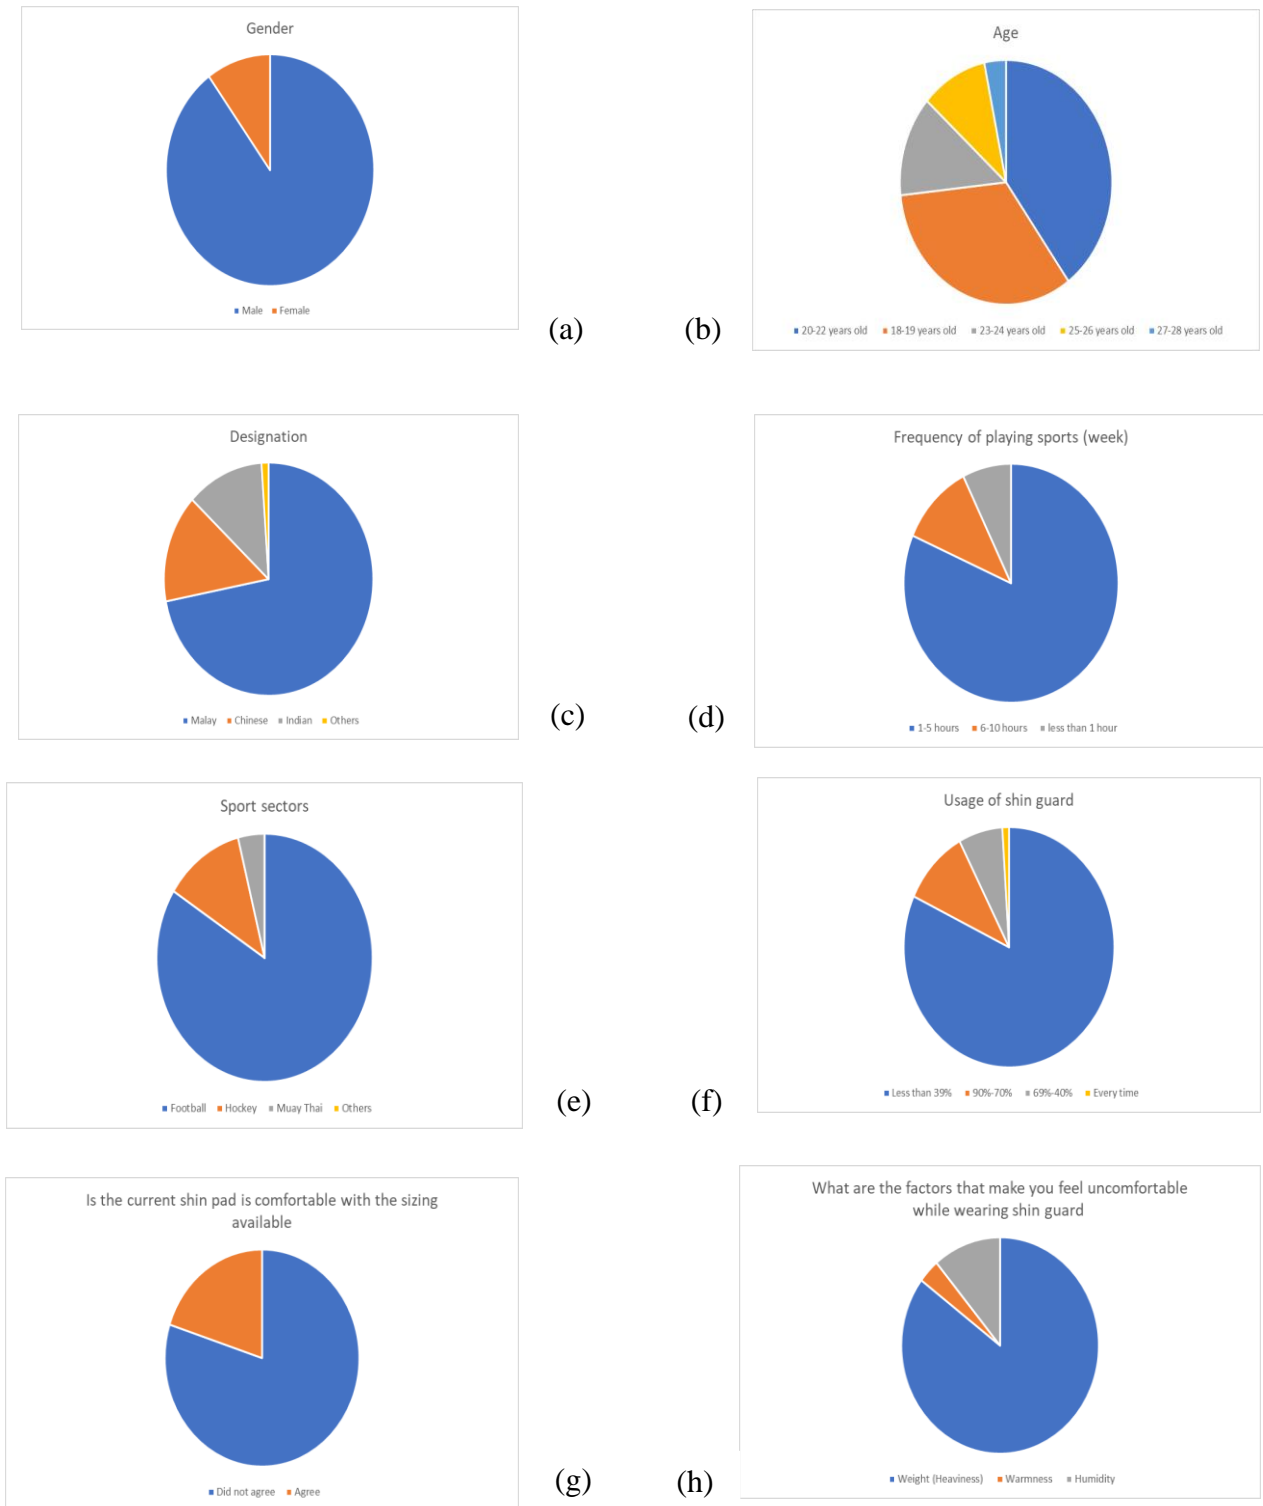 Gender
Male Female
(a)
Age
20-22 years old 18-19 years old 23-24 years old 25-26 years old 27-28 years old
(b)
Designation
Malay Chinese Indian Others
(c)
Frequency of playing sports (week)
1-5 hours 6-10 hours less than 1 hour
(d)
Sport sectors
Football Hockey Muay Thai Others
(e)
Usage of shin guard
Less than 39% 90%-70% 69%-40% Every time
(f)
Is the current shin pad is comfortable with the sizing
available
Did not agree Agree
(g)
What are the factors that make you feel uncomfortable
while wearing shin guard
Weight (Heaviness) Warmness Humidity
(h)